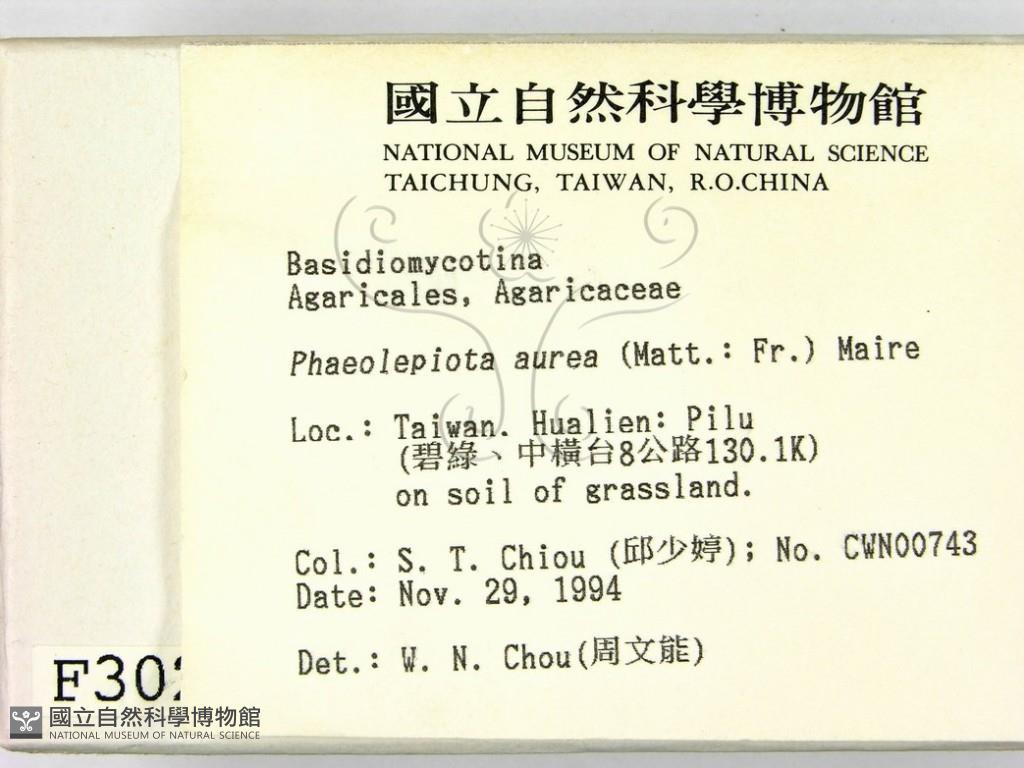 國立自然科學博物館
NATIONAL MUSEUM OF NATURAL SCIENCE
TAICHUNG, TAIWAN, R.O.CHINA
Basidiomycotina
Agaricales, Agaricaceae
Phaeolepiota aurea (Matt.: Fr.) Maire
Loc.: Taiwan. Hualien: Pilu
(碧綠、中橫台8公路130.1K)
on soil of grassland.
Col.: S. T. Chiou (邱少婷); No. CWN00743
Date: Nov. 29, 1994
Det.: W. N. Chou(周文能)
F302
國立自然科學博物館
NATIONAL MUSEUM OF NATURAL SCIENCE